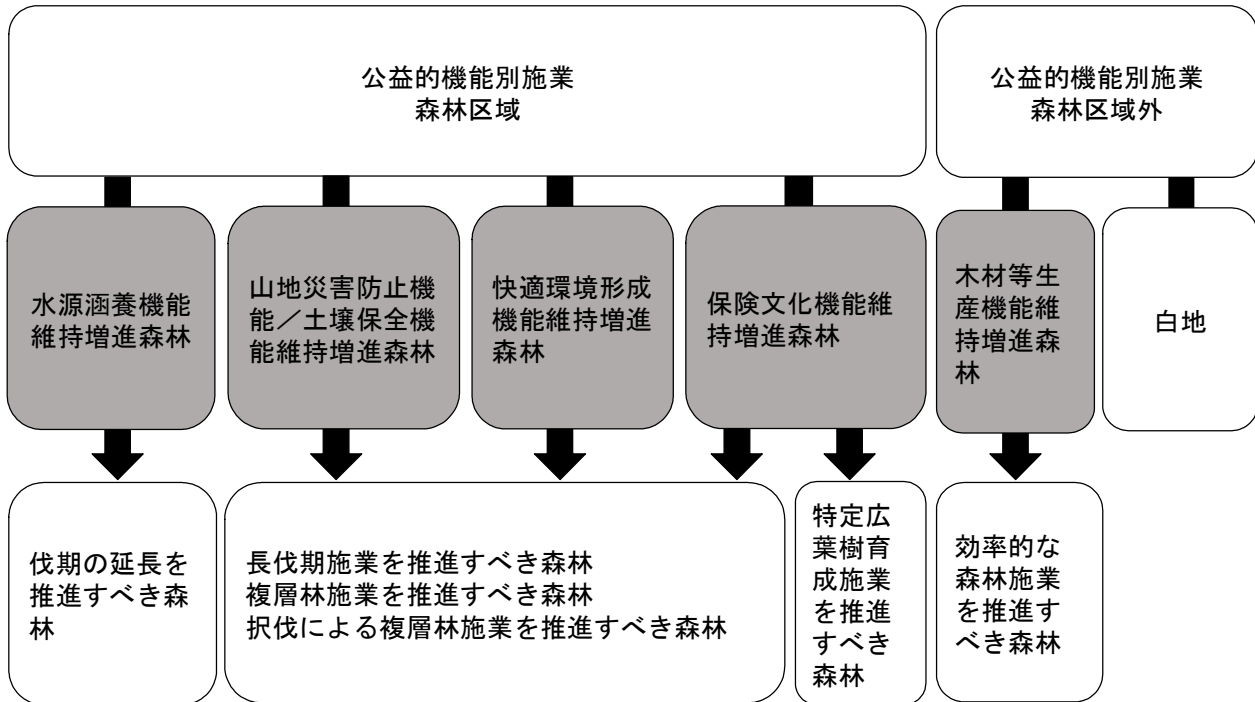 公益的機能別施業
森林区域
公益的機能別施業
森林区域外
水源涵養機能
維持増進森林
山地災害防止機
能／土壌保全機
能維持増進森林
快適環境形成
機能維持増進
森林
保険文化機能維
持増進森林
木材等生
産機能維
持増進森
林
白地
伐期の延長を
推進すべき森
林
長伐期施業を推進すべき森林
複層林施業を推進すべき森林
択伐による複層林施業を推進すべき森林
特定広
葉樹育
成施業
を推進
すべき
森林
効率的な
森林施業
を推進す
べき森林